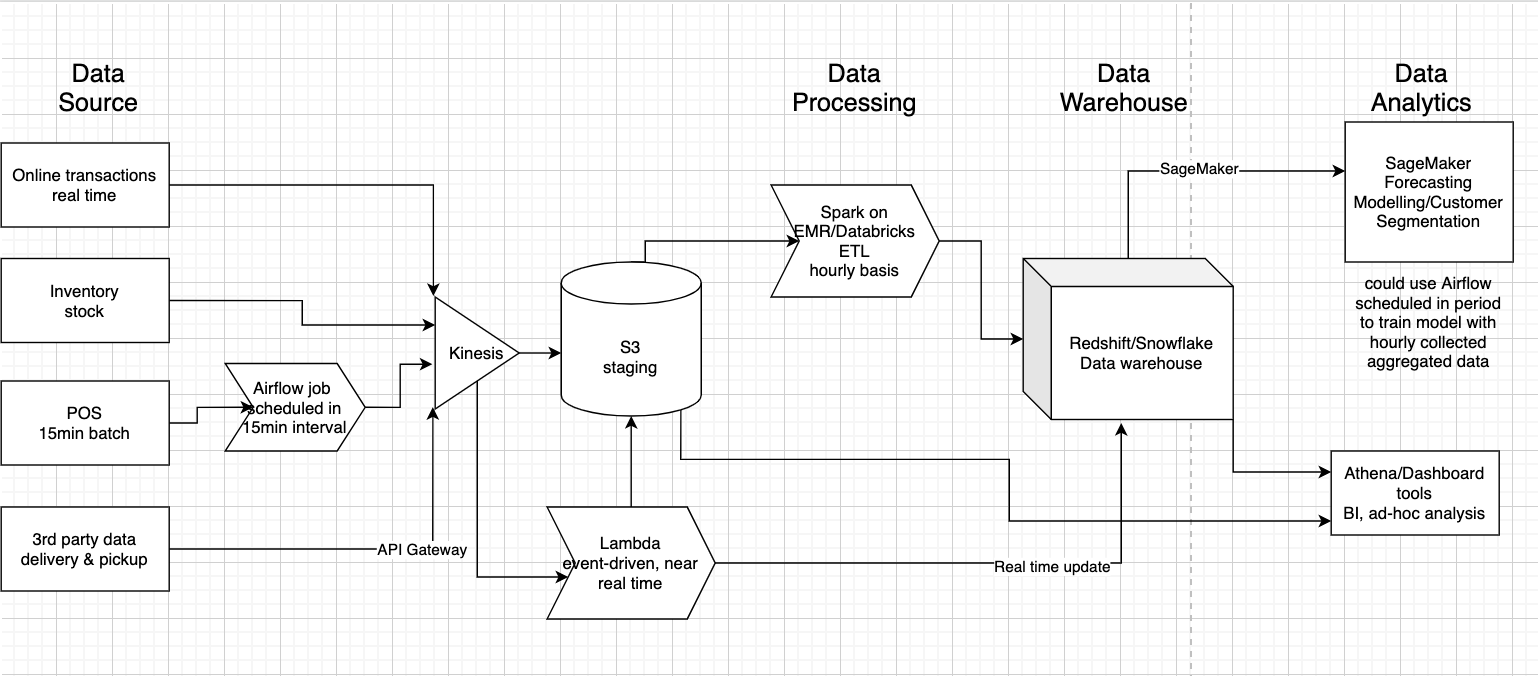 Data
Source
Data
Processing
Data
Warehouse
Data
Analytics
Online transactions
real time
Inventory
stock
POS
15min batch
3rd party data
delivery & pickup
Airflow job
scheduled in
15min interval
API Gateway
Kinesis
S3
staging
Lambda
event-driven, near
real time
Spark on
EMR/Databricks
ETL
hourly basis
Real time update
Redshift/Snowflake
Data warehouse
SageMaker
SageMaker
Forecasting
Modelling/Customer
Segmentation
could use Airflow
scheduled in period
to train model with
hourly collected
aggregated data
Athena/Dashboard
tools
BI, ad-hoc analysis